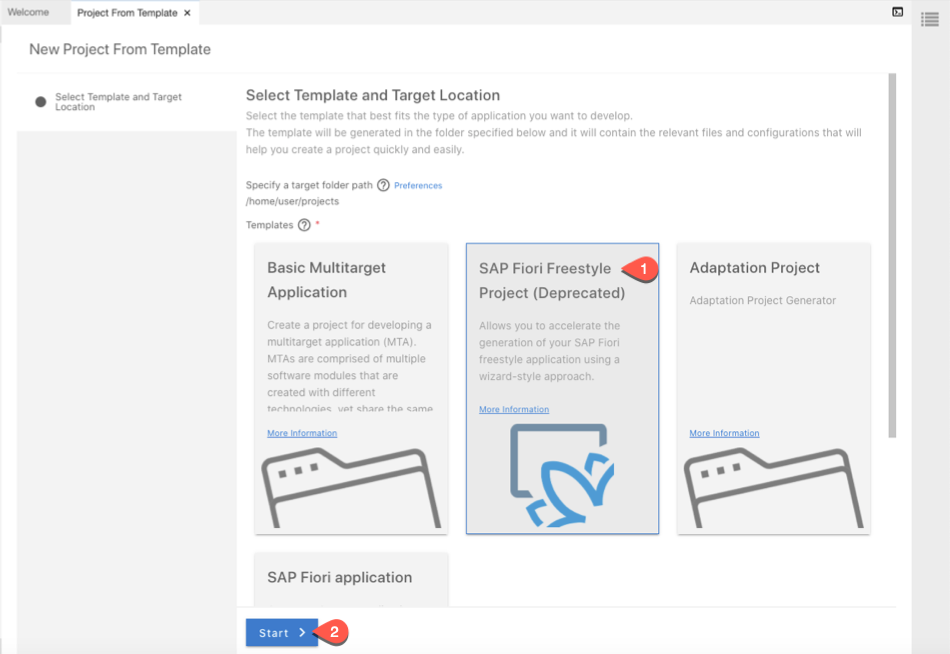 Welcome
Project From Template ×
New Project From Template
Select Template and Target
Location
Select Template and Target Location
Select the template that best fits the type of application you want to develop.
The template will be generated in the folder specified below and it will contain the relevant files and configurations that will
help you create a project quickly and easily.
Specify a target folder path ? Preferences
/home/user/projects
Templates ? *
Basic Multitarget
Application
Create a project for developing a
multitarget application (MTA).
MTAs are comprised of multiple
software modules that are
created with different
technologies, yet share the same
More Information
SAP Fiori Freestyle
Project (Deprecated)
1
Allows you to accelerate the
generation of your SAP Fiori
freestyle application using a
wizard-style approach.
More Information
Adaptation Project
Adaptation Project Generator
More Information
SAP Fiori application
Start
2